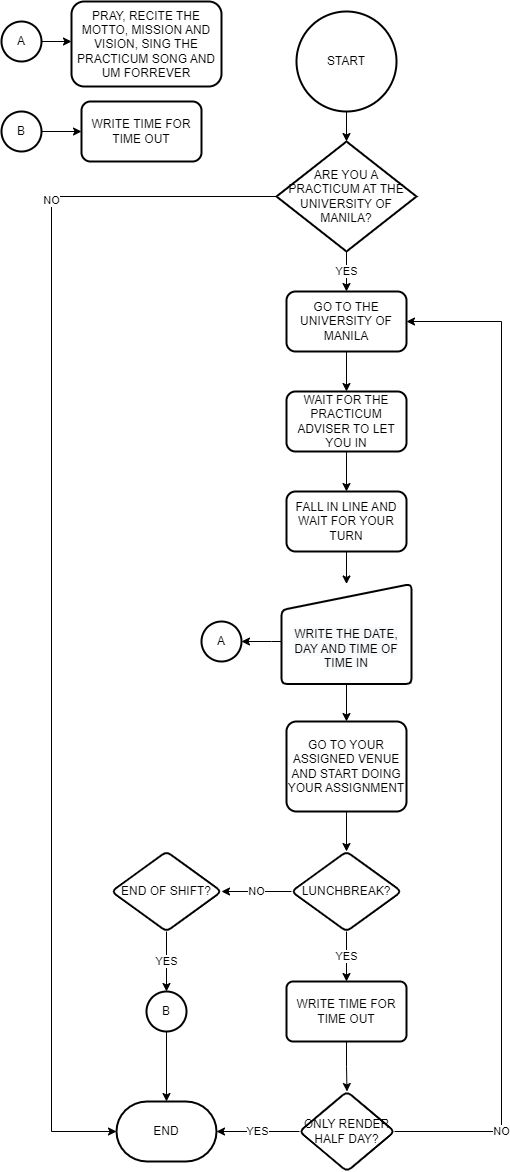 A
PRAY, RECITE THE
MOTTO, MISSION AND
VISION, SING THE
PRACTICUM SONG AND
UM FORREVER
START
B
WRITE TIME FOR
TIME OUT
ARE YOU A
PRACTICUM AT THE
UNIVERSITY OF
MANILA?
NO
YES
GO TO THE
UNIVERSITY OF
MANILA
WAIT FOR THE
PRACTICUM
ADVISER TO LET
YOU IN
FALL IN LINE AND
WAIT FOR YOUR
TURN
A
WRITE THE DATE,
DAY AND TIME OF
TIME IN
GO TO YOUR
ASSIGNED VENUE
AND START DOING
YOUR ASSIGNMENT
END OF SHIFT?
NO
LUNCHBREAK?
YES
YES
B
WRITE TIME FOR
TIME OUT
END
YES
ONLY RENDER
HALF DAY?
NO